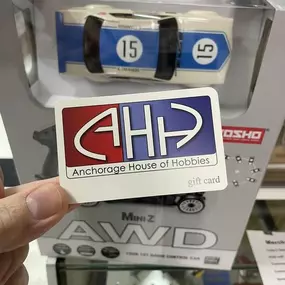 15
15
AHH
Anchorage House of Hobbies
gift card
KYOSHO
MINI-Z
AWD